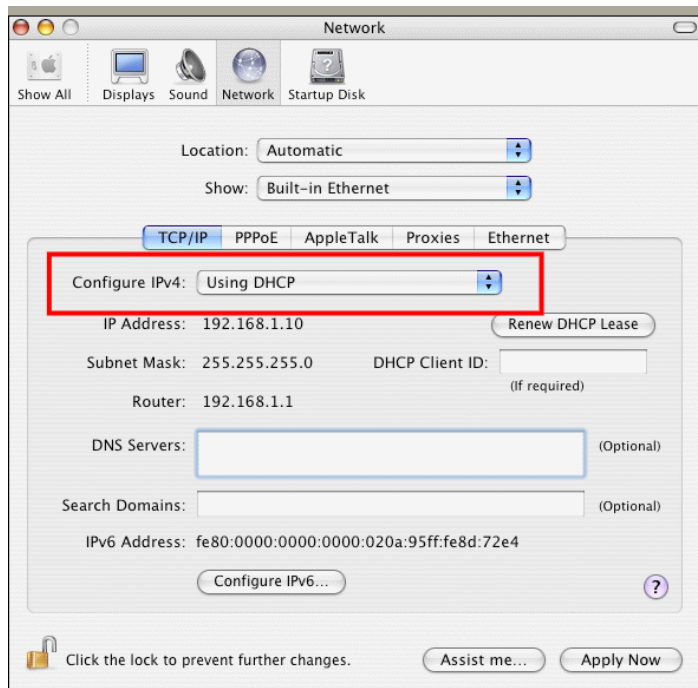 Network
Show All Displays Sound Network Startup Disk
Location: Automatic
Show: Built-in Ethernet
TCP/IP PPPoE AppleTalk Proxies Ethernet
Configure IPv4: Using DHCP
IP Address: 192.168.1.10 Renew DHCP Lease
Subnet Mask: 255.255.255.0 DHCP Client ID:
(If required)
Router: 192.168.1.1
DNS Servers: (Optional)
Search Domains: (Optional)
IPv6 Address: fe80:0000:0000:0000:020a:95ff:fe8d:72e4
Configure IPv6... ?
Click the lock to prevent further changes. Assist me... Apply Now